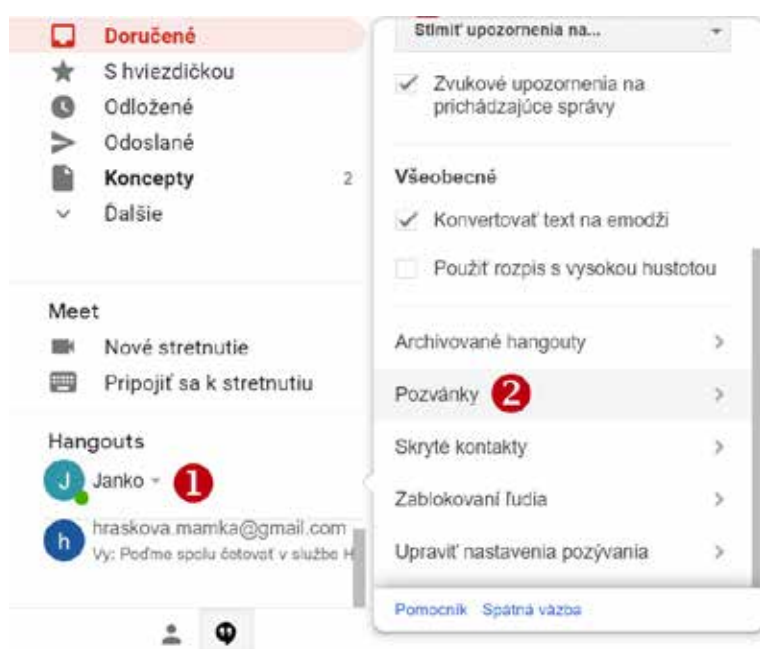 Doručené
S hviezdičkou
Odložené
Odoslané
Koncepty 2
Ďalšie
Meet
Nové stretnutie
Pripojiť sa k stretnutiu
Hangouts
J Janko 1
h hraskova.mamka@gmail.com
Vy: Poďme spolu četovať v službe H
Stlmiť upozornenia na...
Zvukové upozornenia na
prichádzajúce správy
Všeobecné
Konvertovať text na emodži
Použiť rozpis s vysokou hustotou
Archivované hangouty
Pozvánky 2
Skryté kontakty
Zablokovaní ľudia
Upraviť nastavenia pozývania
Pomocník Spätná väzba